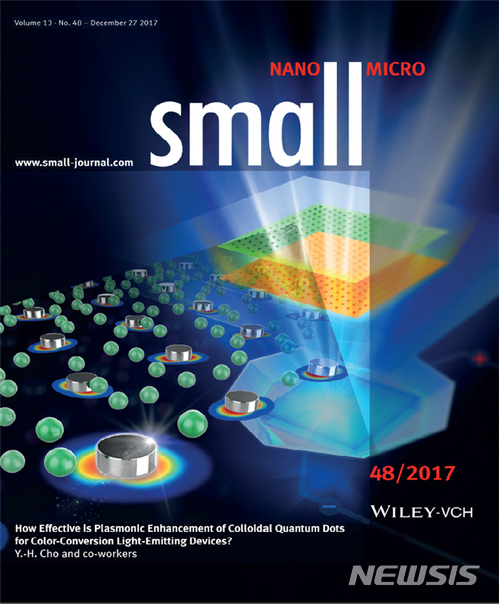 Volume 13 · No. 48 – December 27 2017
NANO MICRO
small
www.small-journal.com
48/2017
WILEY-VCH
How Effective is Plasmonic Enhancement of Colloidal Quantum Dots
for Color-Conversion Light-Emitting Devices?
Y.-H. Cho and co-workers
NEWSIS